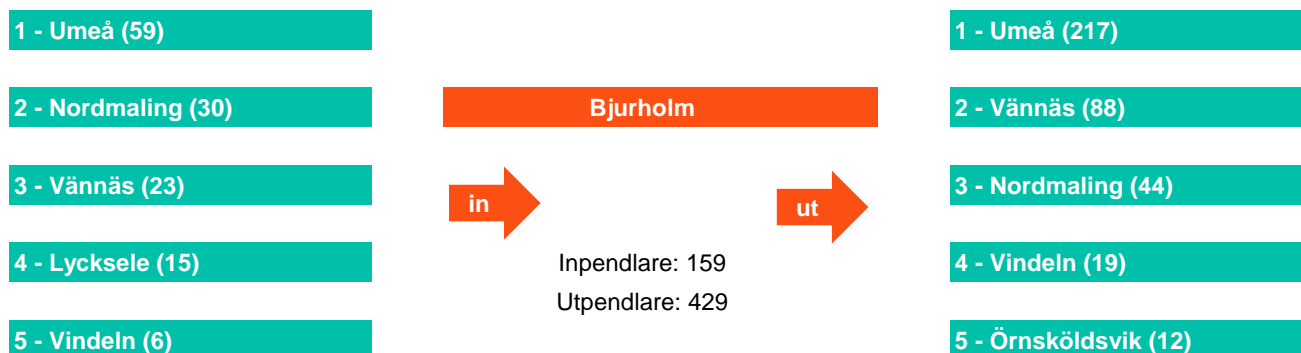 1 - Umeå (59)
2 - Nordmaling (30)
3 - Vännäs (23)
4 - Lycksele (15)
5 - Vindeln (6)
Bjurholm
in
ut
Inpendlare: 159
Utpendlare: 429
1 - Umeå (217)
2 - Vännäs (88)
3 - Nordmaling (44)
4 - Vindeln (19)
5 - Örnsköldsvik (12)